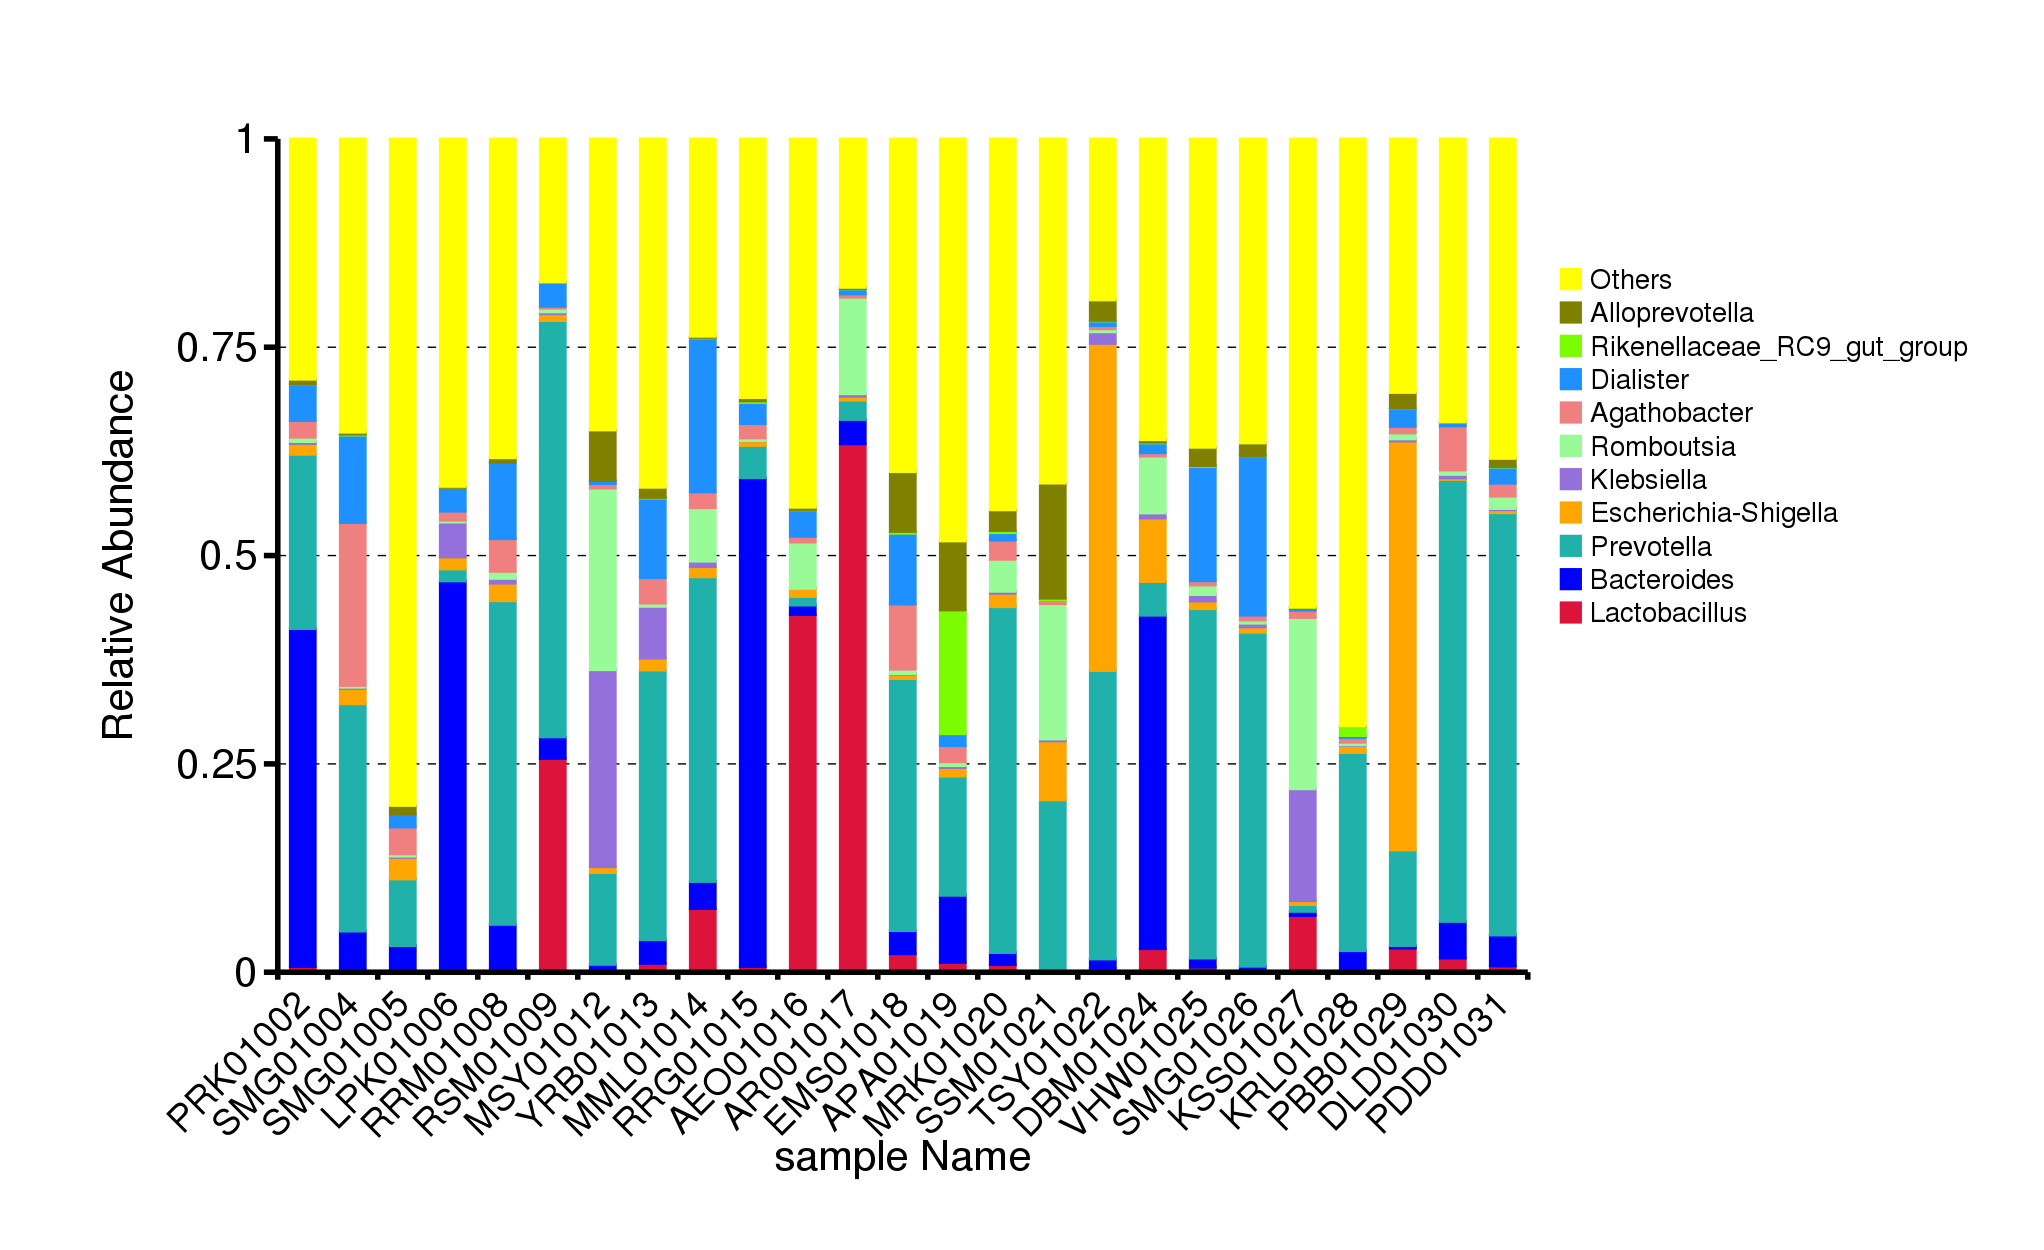 1
0.75
0.5
0.25
0
Relative Abundance
Others
Alloprevotella
Rikenellaceae_RC9_gut_group
Dialister
Agathobacter
Romboutsia
Klebsiella
Escherichia-Shigella
Prevotella
Bacteroides
Lactobacillus
PRK01002
SMG01004
SMG01005
LPK01006
RRM01008
RSM01009
MSY01012
YRB01013
MML01014
RRG01015
AEO01016
AR001017
EMS01018
APA01019
MRK01020
SSM01021
TSY01022
DBM01024
VHW01025
SMG01026
KSS01027
KRL01028
PBB01029
DLD01030
PDD01031
sample Name